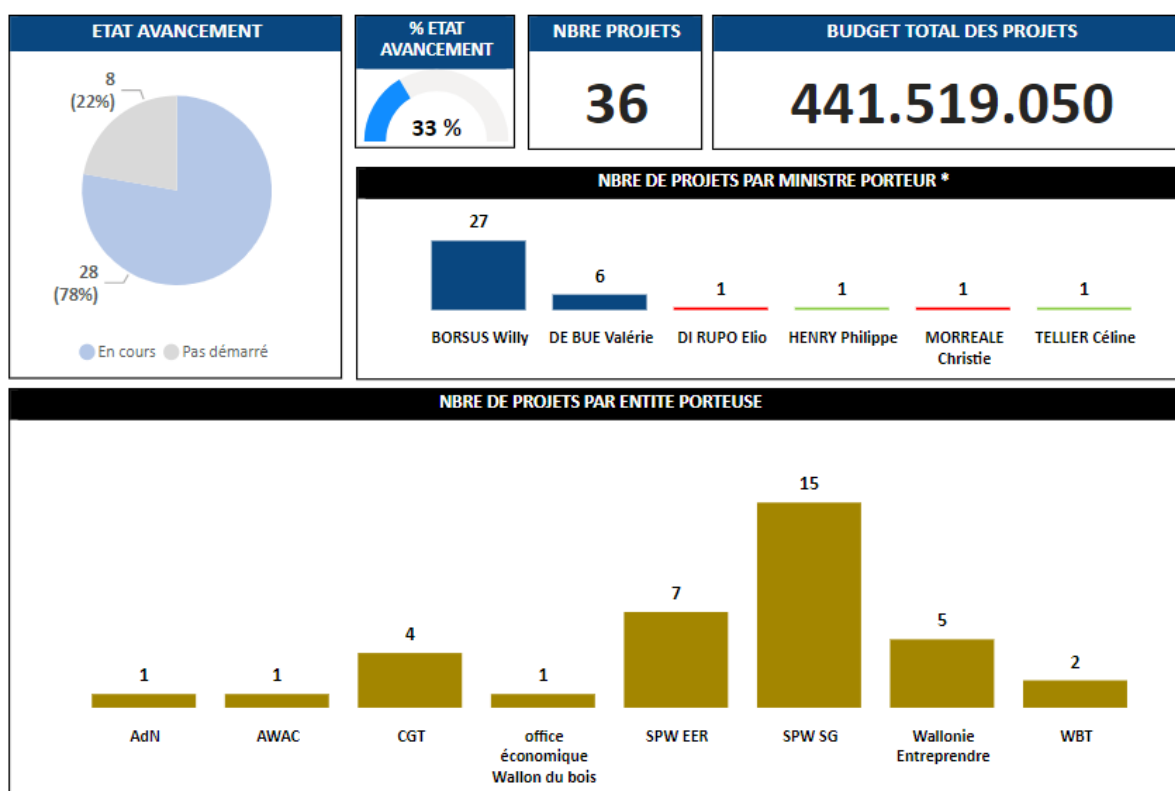 ETAT AVANCEMENT
8
(22%)
28
(78%)
En cours
Pas démarré
% ETAT
AVANCEMENT
33 %
NBRE PROJETS
36
BUDGET TOTAL DES PROJETS
441.519.050
NBRE DE PROJETS PAR MINISTRE PORTEUR *
27
6
1
1
1
1
BORSUS Willy
DE BUE Valérie
DI RUPO Elio
HENRY Philippe
MORREALE
Christie
TELLIER Céline
NBRE DE PROJETS PAR ENTITE PORTEUSE
1
1
4
1
7
15
5
2
AdN
AWAC
CGT
office
économique
Wallon du bois
SPW EER
SPW SG
Wallonie
Entreprendre
WBT